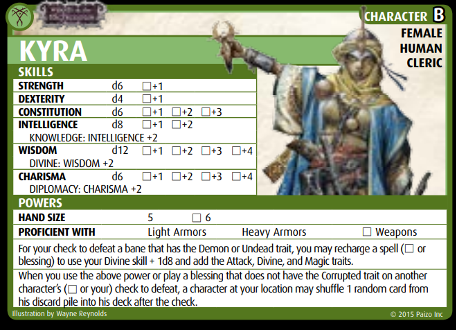 CHARACTER B
FEMALE
HUMAN
CLERIC
KYRA
SKILLS
STRENGTH d6 ☐+1
DEXTERITY d4 ☐+1
CONSTITUTION d6 ☐+1 ☐+2 ☐+3
INTELLIGENCE d8 ☐+1 ☐+2
KNOWLEDGE: INTELLIGENCE +2
WISDOM d12 ☐+1 ☐+2 ☐+3 ☐+4
DIVINE: WISDOM +2
CHARISMA d6 ☐+1 ☐+2 ☐+3 ☐+4
DIPLOMACY: CHARISMA +2
POWERS
HAND SIZE 5 ☐ 6
PROFICIENT WITH Light Armors Heavy Armors ☐ Weapons
For your check to defeat a bane that has the Demon or Undead trait, you may recharge a spell (☐ or
blessing) to use your Divine skill + 1d8 and add the Attack, Divine, and Magic traits.
When you use the above power or play a blessing that does not have the Corrupted trait on another
character's (☐ or your) check to defeat, a character at your location may shuffle 1 random card from
his discard pile into his deck after the check.
Illustration by Wayne Reynolds
© 2015 Paizo Inc